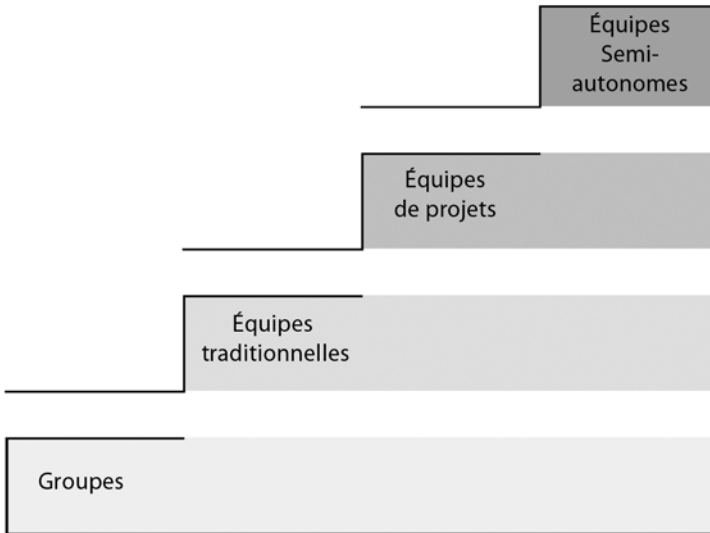 Équipes
Semi-
autonomes
Équipes
de projets
Équipes
traditionnelles
Groupes